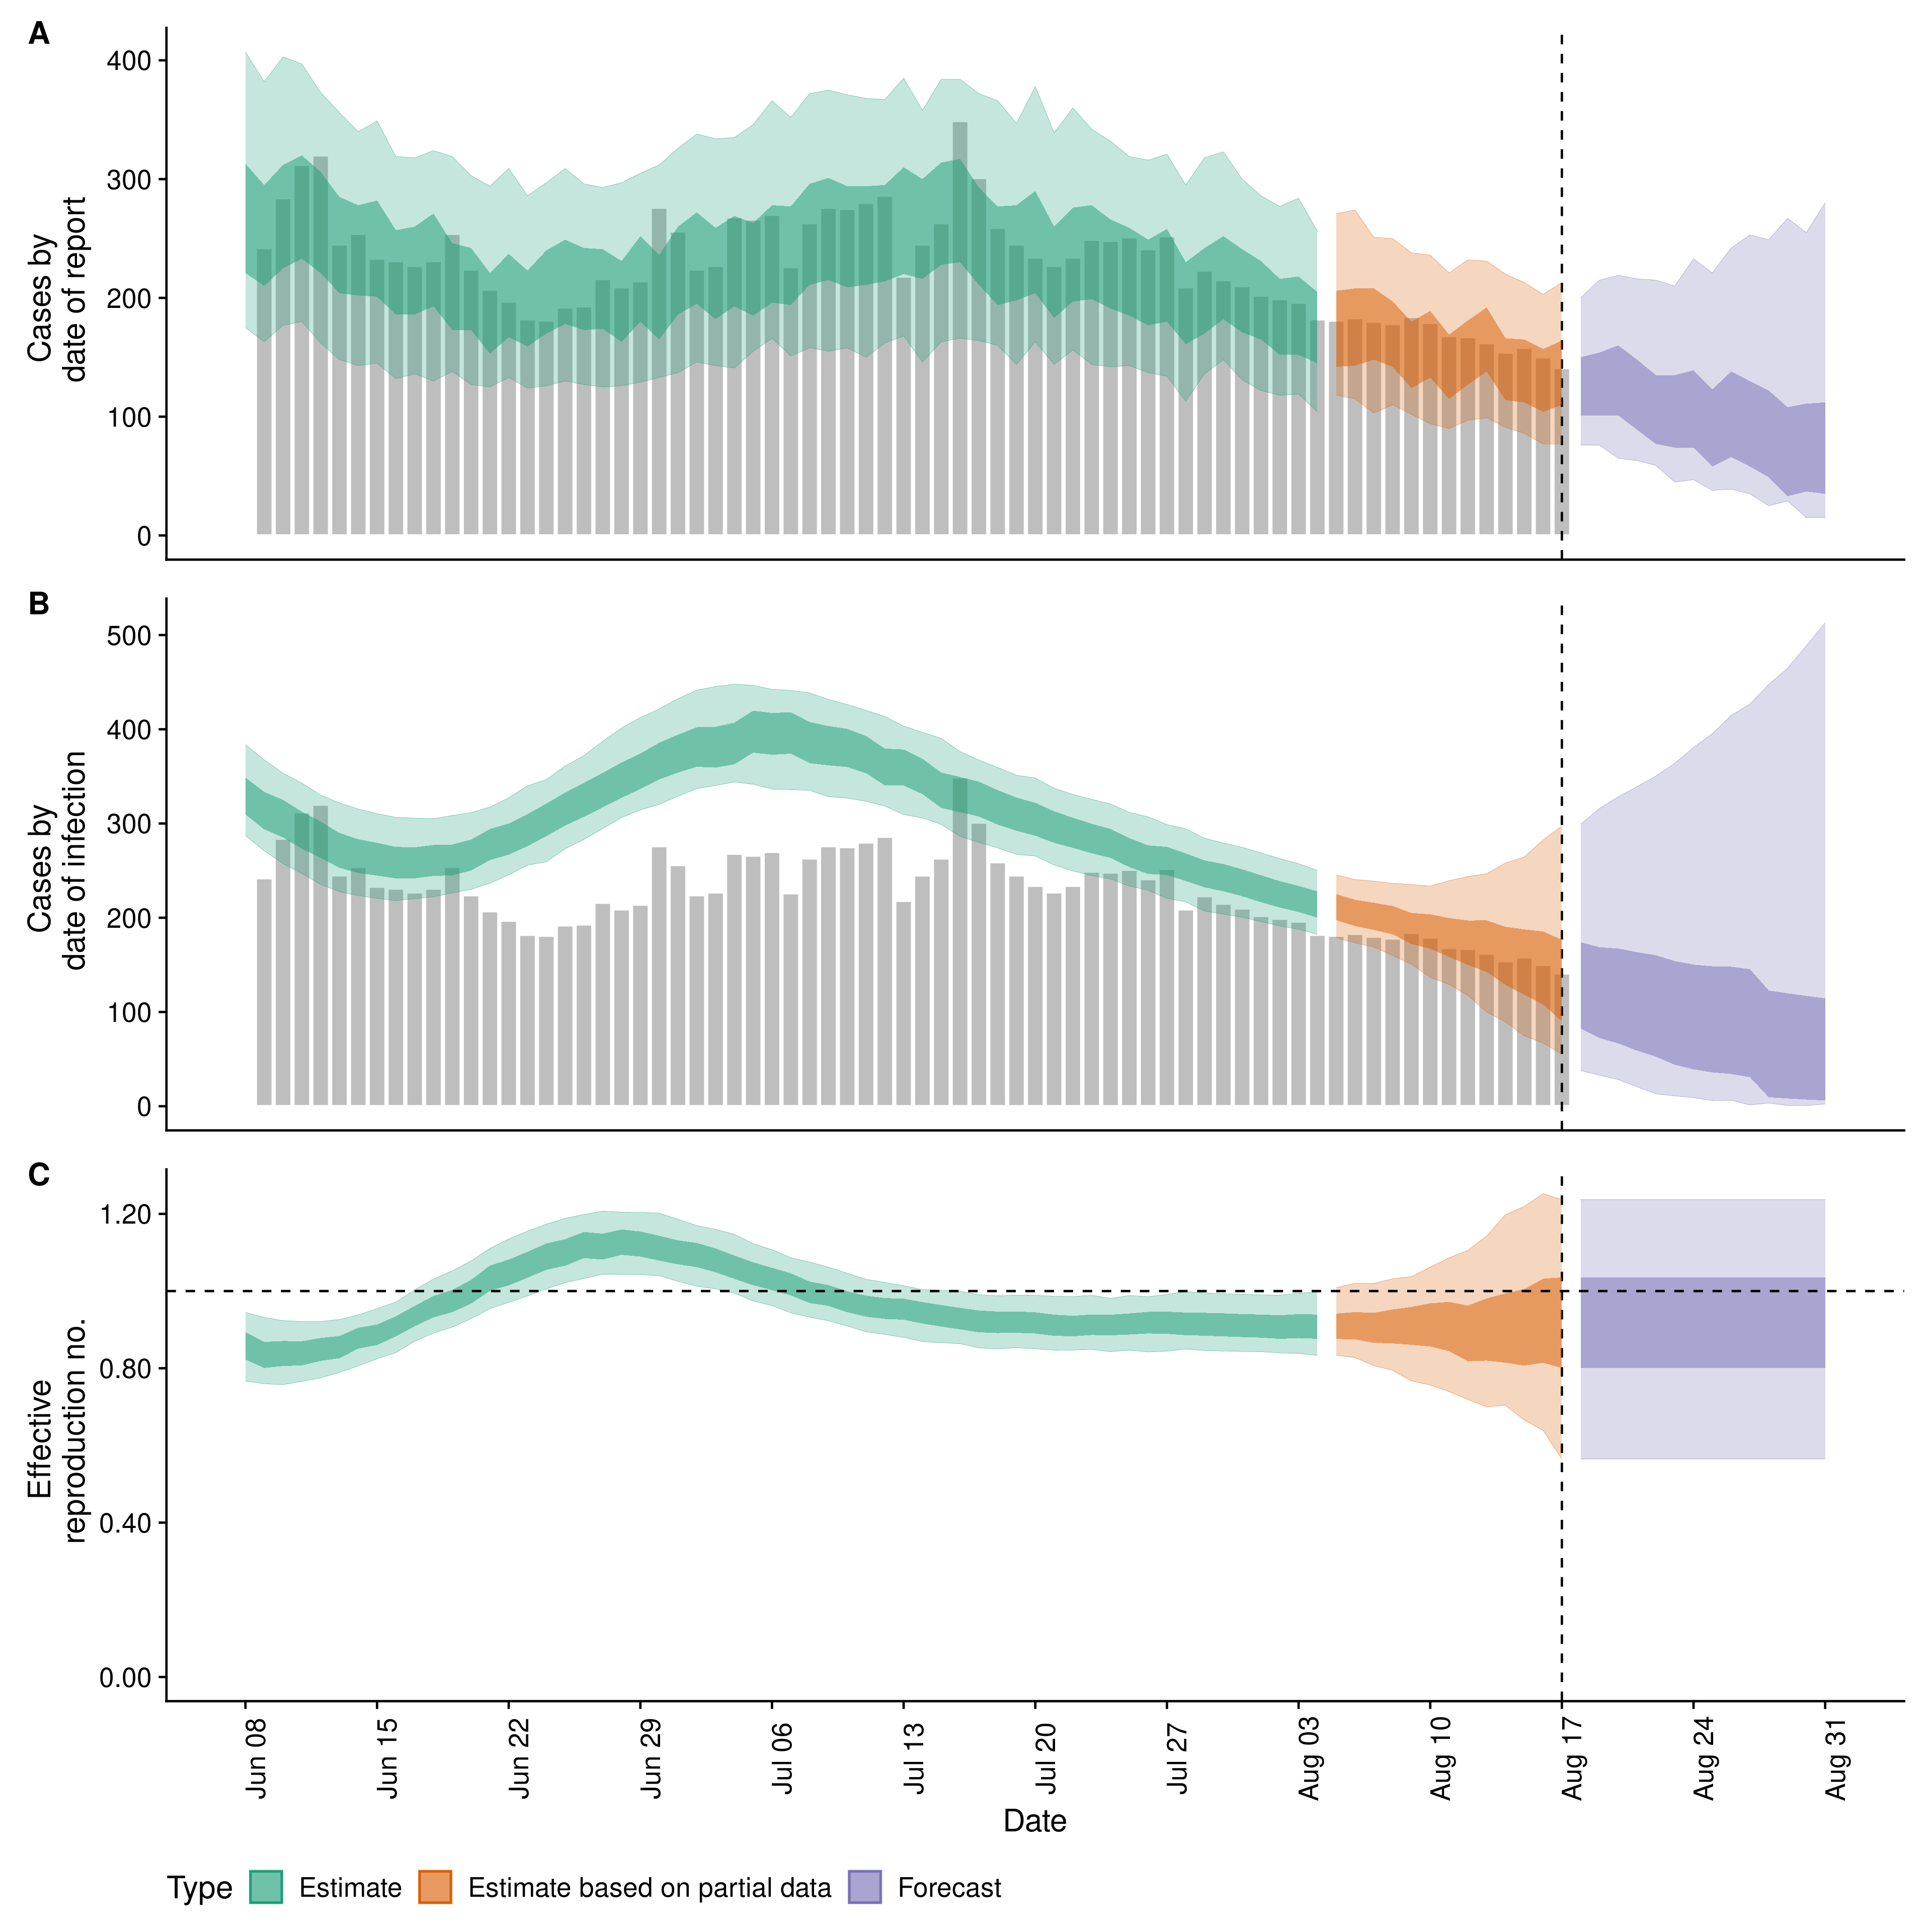 A
Cases by
date of report
400
300
200
100
0
B
Cases by
date of infection
500
400
300
200
100
0
C
Effective
reproduction no.
1.20
0.80
0.40
0.00
Jun 08
Jun 15
Jun 22
Jun 29
Jul 06
Jul 13
Jul 20
Jul 27
Aug 03
Aug 10
Aug 17
Aug 24
Aug 31
Date
Type Estimate Estimate based on partial data Forecast